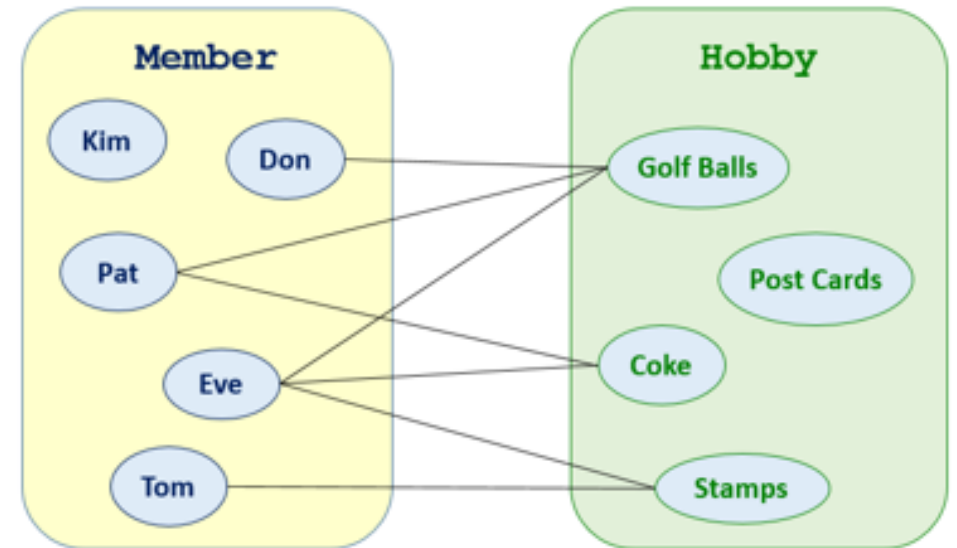 Member
Kim
Don
Pat
Eve
Tom
Hobby
Golf Balls
Post Cards
Coke
Stamps